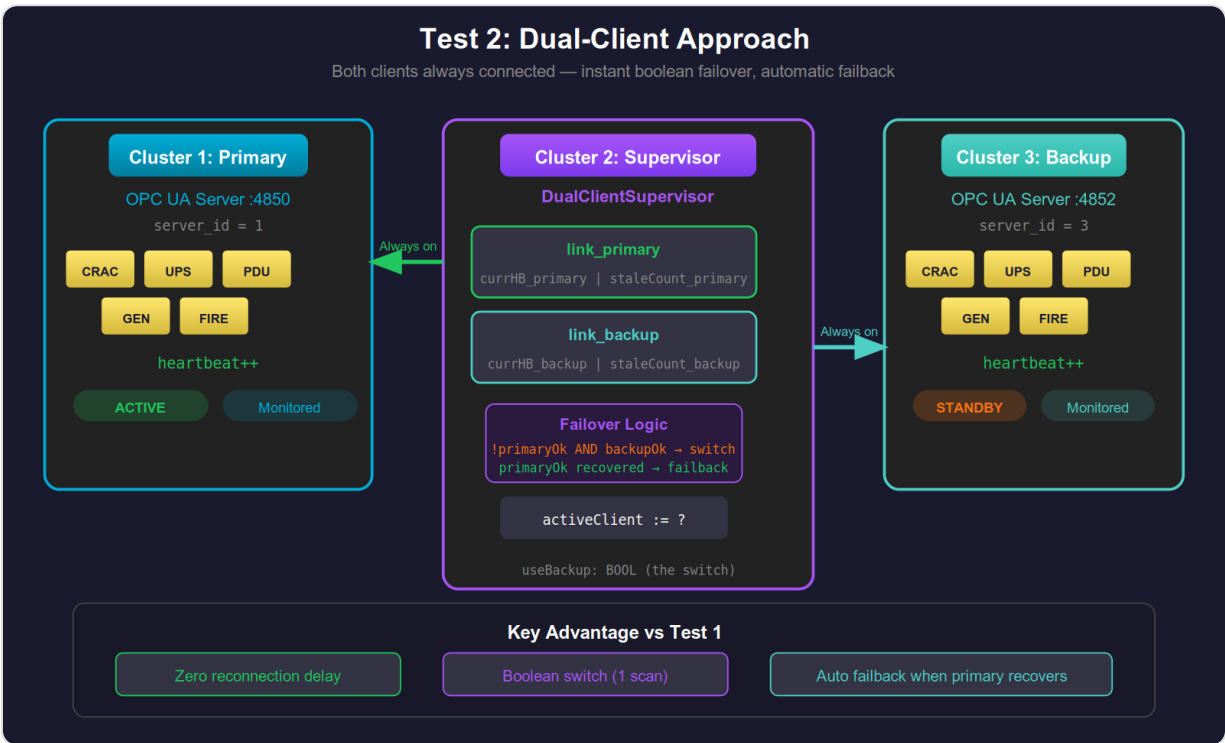 Test 2: Dual-Client Approach
Both clients always connected — instant boolean failover, automatic failback
Cluster 1: Primary
OPC UA Server :4850
server_id = 1
CRAC
UPS
PDU
GEN
FIRE
heartbeat++
ACTIVE
Monitored
Always on
Cluster 2: Supervisor
DualClientSupervisor
link_primary
currHB_primary | staleCount_primary
link_backup
currHB_backup | staleCount_backup
Failover Logic
!primaryOk AND backupOk → switch
primaryOk recovered → failback
activeClient := ?
useBackup: BOOL (the switch)
Always on
Cluster 3: Backup
OPC UA Server :4852
server_id = 3
CRAC
UPS
PDU
GEN
FIRE
heartbeat++
STANDBY
Monitored
Key Advantage vs Test 1
Zero reconnection delay
Boolean switch (1 scan)
Auto failback when primary recovers